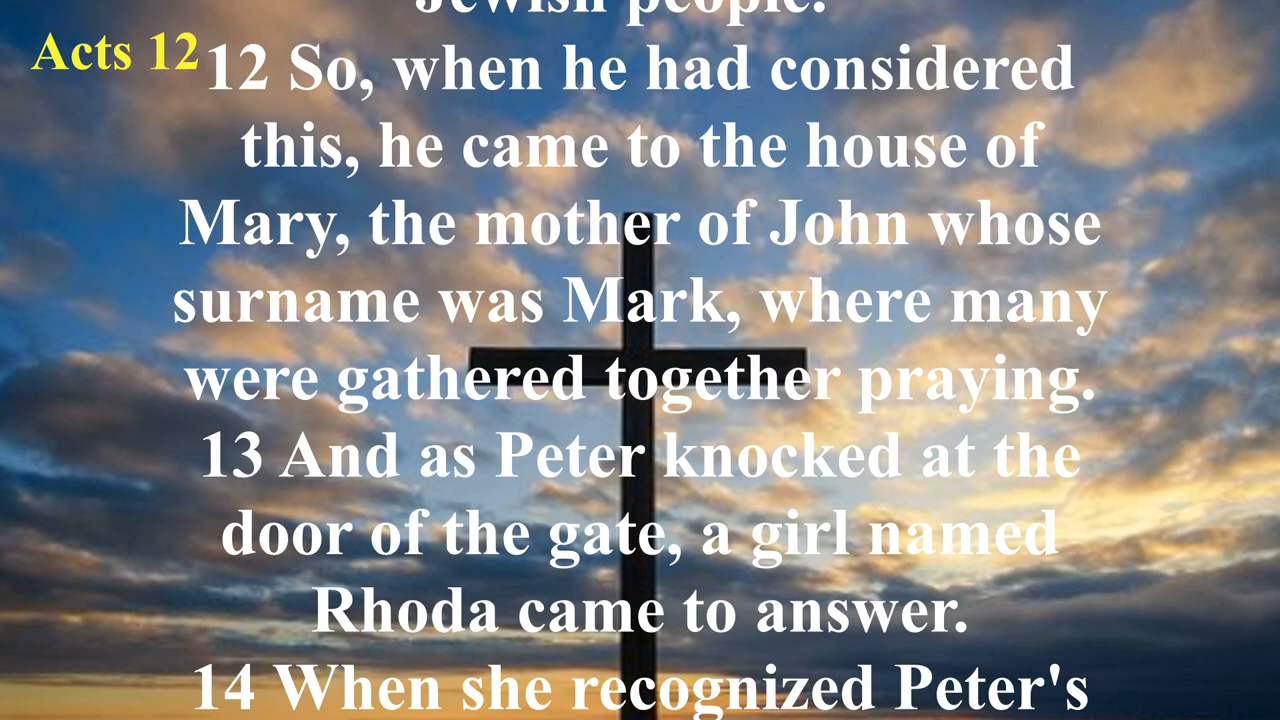 Jewish people.
Acts 12
12 So, when he had considered
this, he came to the house of
Mary, the mother of John whose
surname was Mark, where many
were gathered together praying.
13 And as Peter knocked at the
door of the gate, a girl named
Rhoda came to answer.
14 When she recognized Peter's